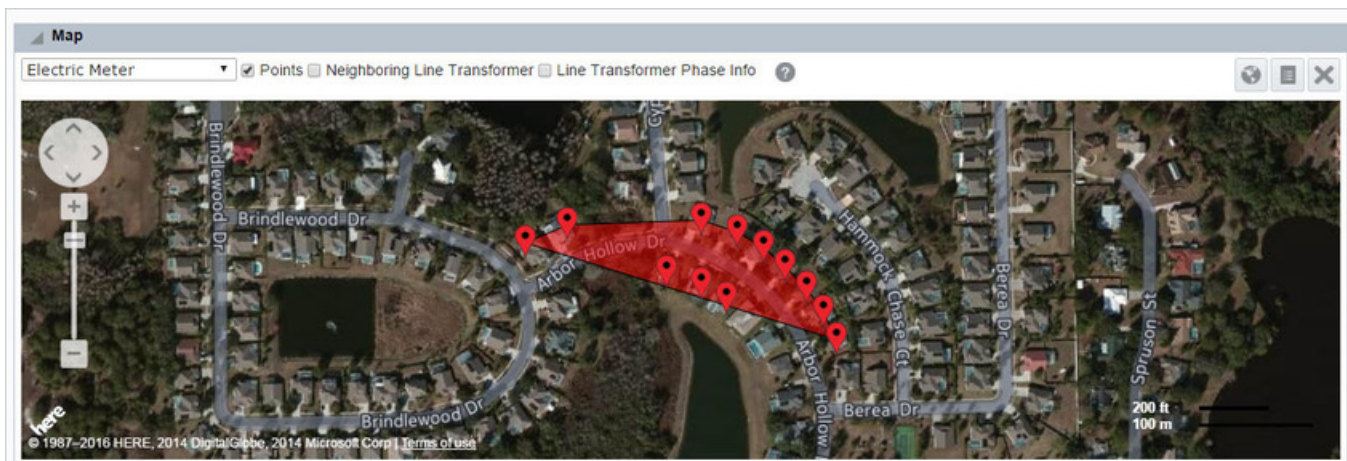 Map
Electric Meter Points Neighboring Line Transformer Line Transformer Phase Info ?
Brindlewood Dr
Brindlewood Dr
Arbor Hollow Dr
Hammock Chase Ct
Berea Dr
Spruson St
Arbor Hollow
Berea Dr
Brindlewood Dr
200 ft
100 m
here
© 1987–2016 HERE, 2014 DigitalGlobe, 2014 Microsoft Corp | Terms of use